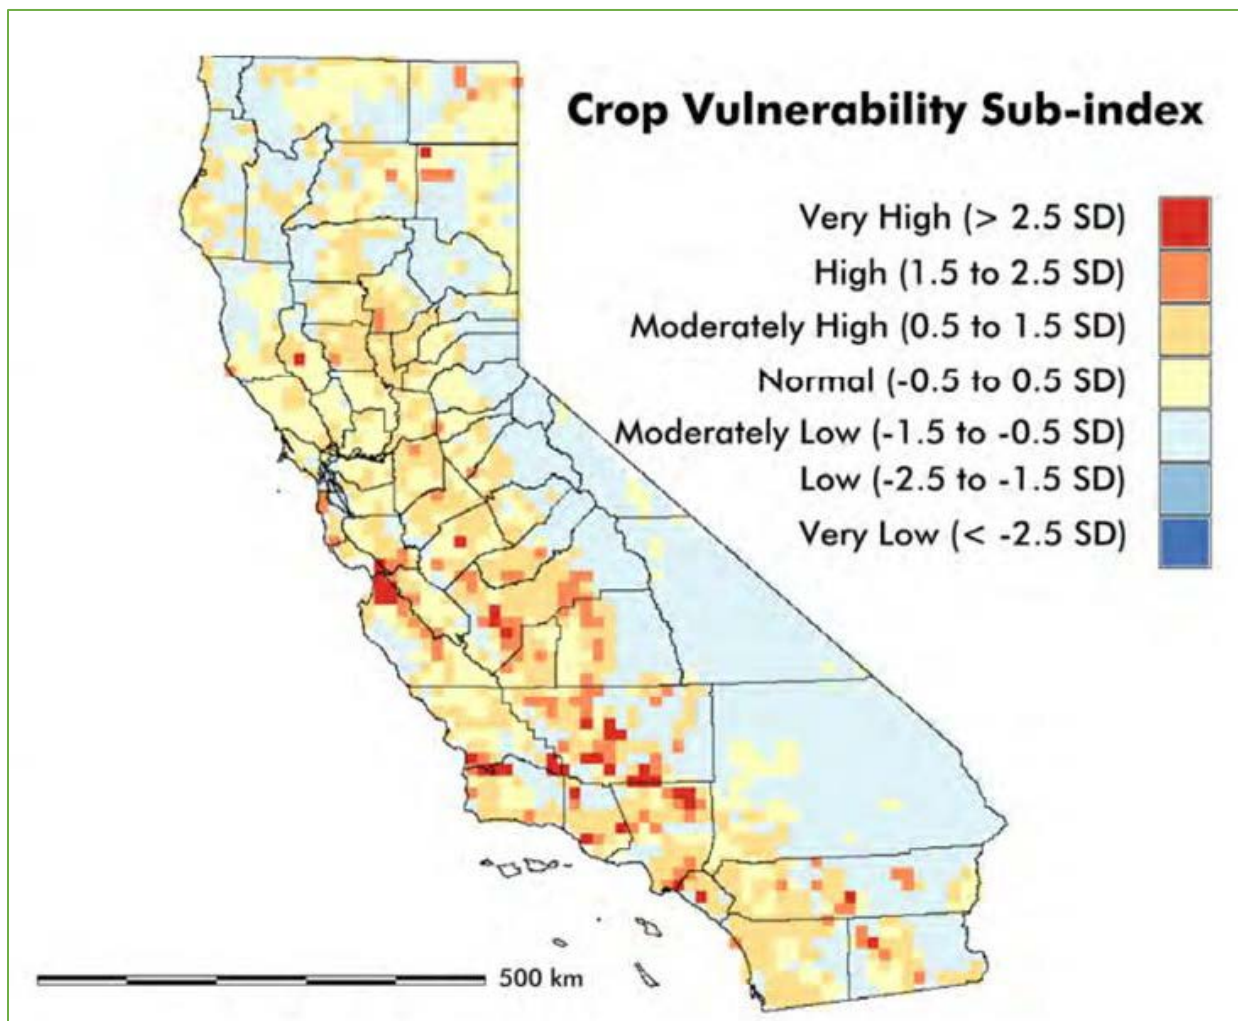 Crop Vulnerability Sub-index
Very High (> 2.5 SD)
High (1.5 to 2.5 SD)
Moderately High (0.5 to 1.5 SD)
Normal (-0.5 to 0.5 SD)
Moderately Low (-1.5 to -0.5 SD)
Low (-2.5 to -1.5 SD)
Very Low (< -2.5 SD)
500 km